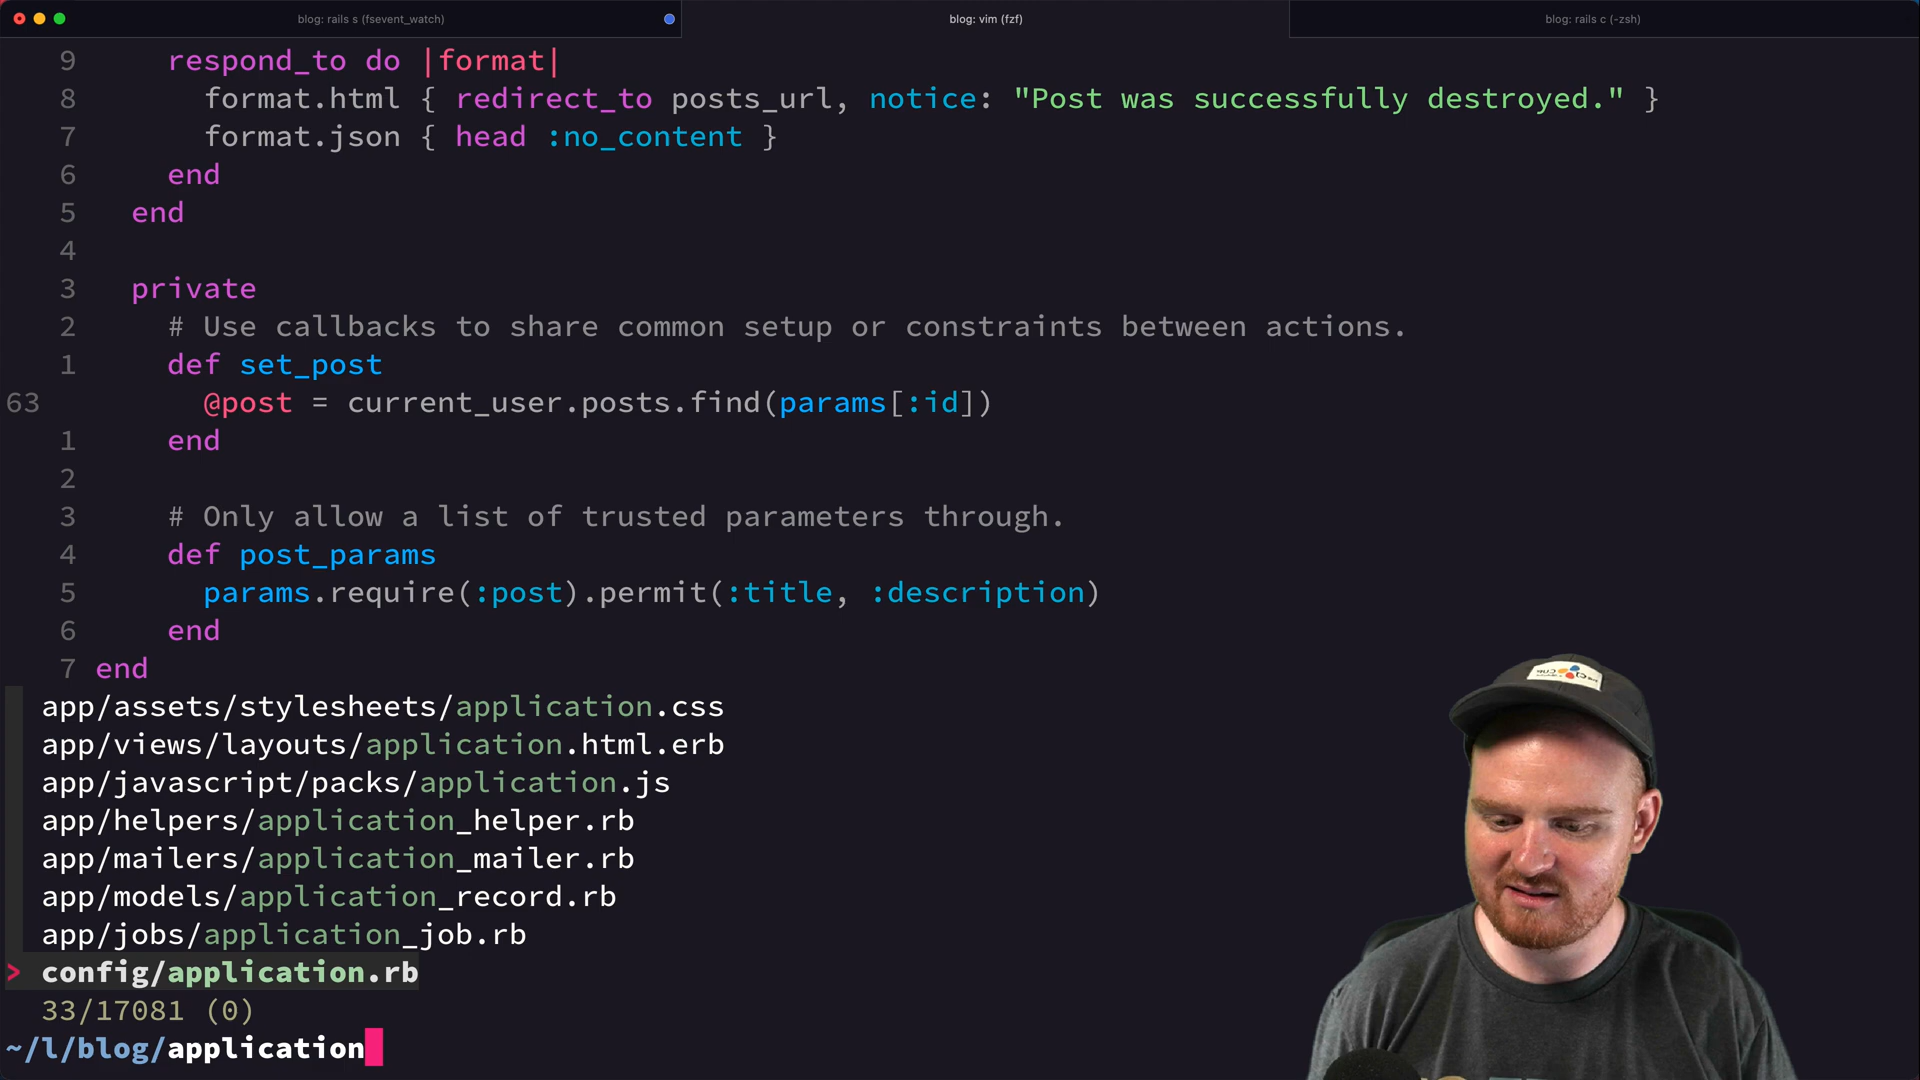 blog: rails s (fsevent_watch)
blog: vim (fzf)
blog: rails c (-zsh)
9 respond_to do |format|
8 format.html { redirect_to posts_url, notice: "Post was successfully destroyed." }
7 format.json { head :no_content }
6 end
5 end
4
3 private
2 # Use callbacks to share common setup or constraints between actions.
1 def set_post
63 @post = current_user.posts.find(params[:id])
1 end
2
3 # Only allow a list of trusted parameters through.
4 def post_params
5 params.require(:post).permit(:title, :description)
6 end
7 end
app/assets/stylesheets/application.css
app/views/layouts/application.html.erb
app/javascript/packs/application.js
app/helpers/application_helper.rb
app/mailers/application_mailer.rb
app/models/application_record.rb
app/jobs/application_job.rb
> config/application.rb
33/17081 (0)
~/l/blog/application